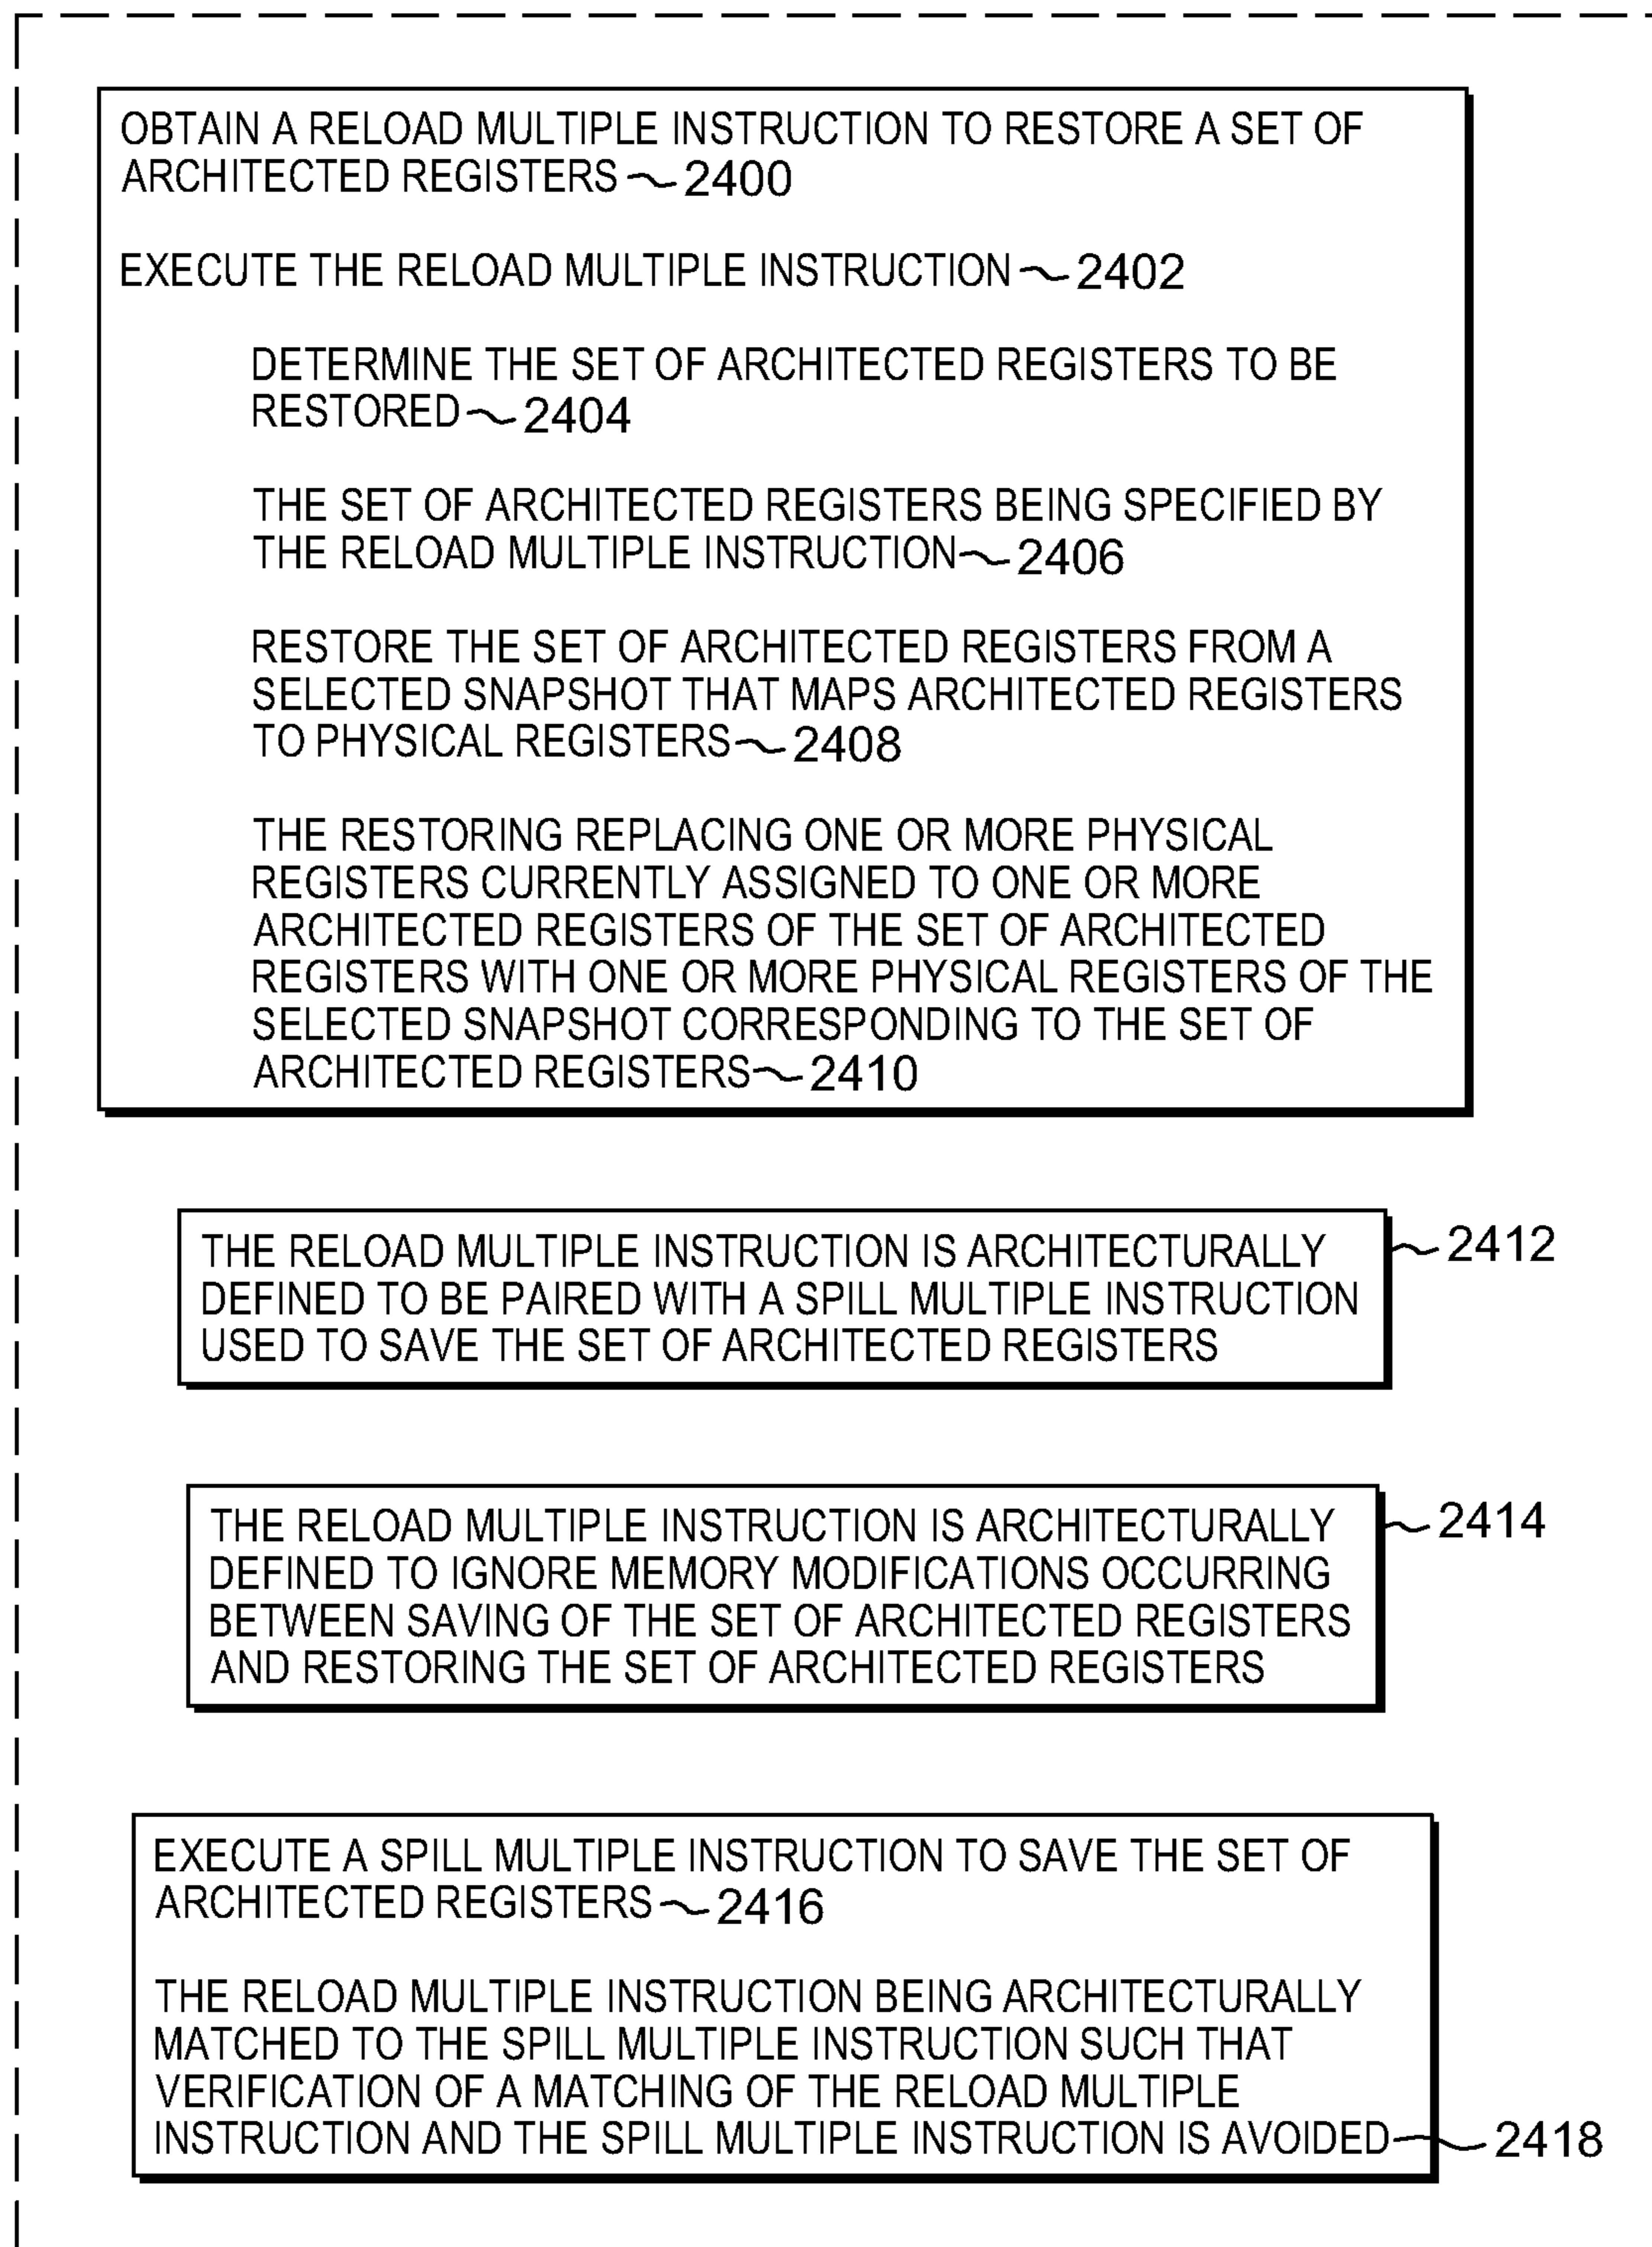 OBTAIN A RELOAD MULTIPLE INSTRUCTION TO RESTORE A SET OF
ARCHITECTED REGISTERS ~ 2400
EXECUTE THE RELOAD MULTIPLE INSTRUCTION ~ 2402
DETERMINE THE SET OF ARCHITECTED REGISTERS TO BE
RESTORED ~ 2404
THE SET OF ARCHITECTED REGISTERS BEING SPECIFIED BY
THE RELOAD MULTIPLE INSTRUCTION ~ 2406
RESTORE THE SET OF ARCHITECTED REGISTERS FROM A
SELECTED SNAPSHOT THAT MAPS ARCHITECTED REGISTERS
TO PHYSICAL REGISTERS ~ 2408
THE RESTORING REPLACING ONE OR MORE PHYSICAL
REGISTERS CURRENTLY ASSIGNED TO ONE OR MORE
ARCHITECTED REGISTERS OF THE SET OF ARCHITECTED
REGISTERS WITH ONE OR MORE PHYSICAL REGISTERS OF THE
SELECTED SNAPSHOT CORRESPONDING TO THE SET OF
ARCHITECTED REGISTERS ~ 2410
THE RELOAD MULTIPLE INSTRUCTION IS ARCHITECTURALLY ~ 2412
DEFINED TO BE PAIRED WITH A SPILL MULTIPLE INSTRUCTION
USED TO SAVE THE SET OF ARCHITECTED REGISTERS
THE RELOAD MULTIPLE INSTRUCTION IS ARCHITECTURALLY ~ 2414
DEFINED TO IGNORE MEMORY MODIFICATIONS OCCURRING
BETWEEN SAVING OF THE SET OF ARCHITECTED REGISTERS
AND RESTORING THE SET OF ARCHITECTED REGISTERS
EXECUTE A SPILL MULTIPLE INSTRUCTION TO SAVE THE SET OF
ARCHITECTED REGISTERS ~ 2416
THE RELOAD MULTIPLE INSTRUCTION BEING ARCHITECTURALLY
MATCHED TO THE SPILL MULTIPLE INSTRUCTION SUCH THAT
VERIFICATION OF A MATCHING OF THE RELOAD MULTIPLE
INSTRUCTION AND THE SPILL MULTIPLE INSTRUCTION IS AVOIDED ~ 2418